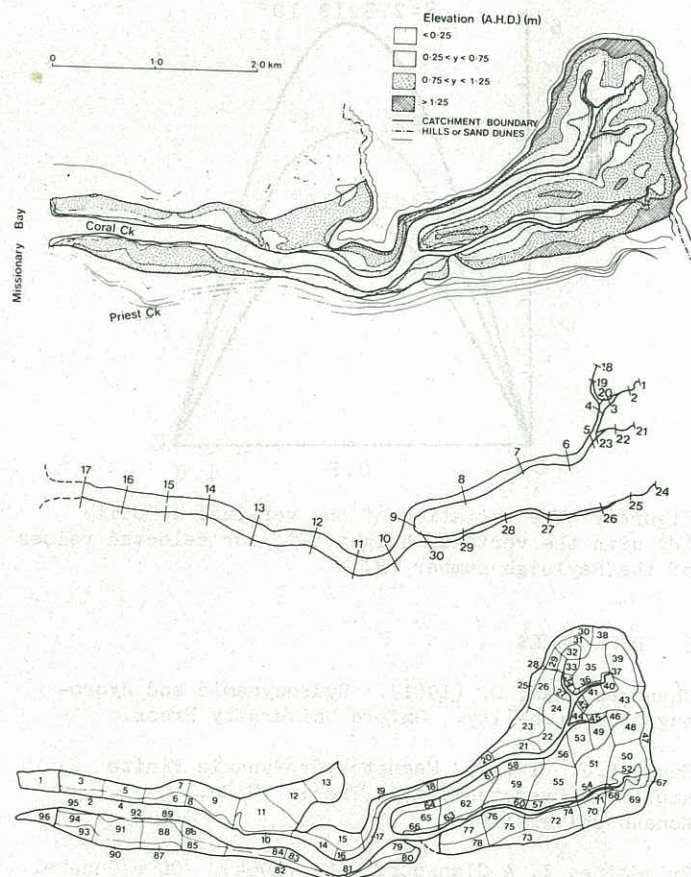 Elevation (A.H.D.) (m)
< 0·25
0·25 < y < 0·75
0·75 < y < 1·25
> 1·25
CATCHMENT BOUNDARY
HILLS or SAND DUNES
0 1·0 2·0 km
Missionary Bay
Coral Ck
Priest Ck
18
19
20 1
4 3 2
5
23 22 21
7 6
8
17 16 15 14
13
12
11 10
9
30 29 28 27 26 25 24
30 38
31
32
29 33 35 39
28
25 26 36 37
40
41 43
24
44 45 46
23 22 53 49 48 47
21
20 56 50
52
61 58 59 55 51
54 67
1 3 5 7 9
95 2 4 6 8
11 12 13
10
14 15
16
17
18
19
64 62 60 57
65 63
66
96 94 92 89
93 91 88 86
90 87 85
84 83
82 81 80
79
77 76 75 74 72 71 70 68 69
78 73